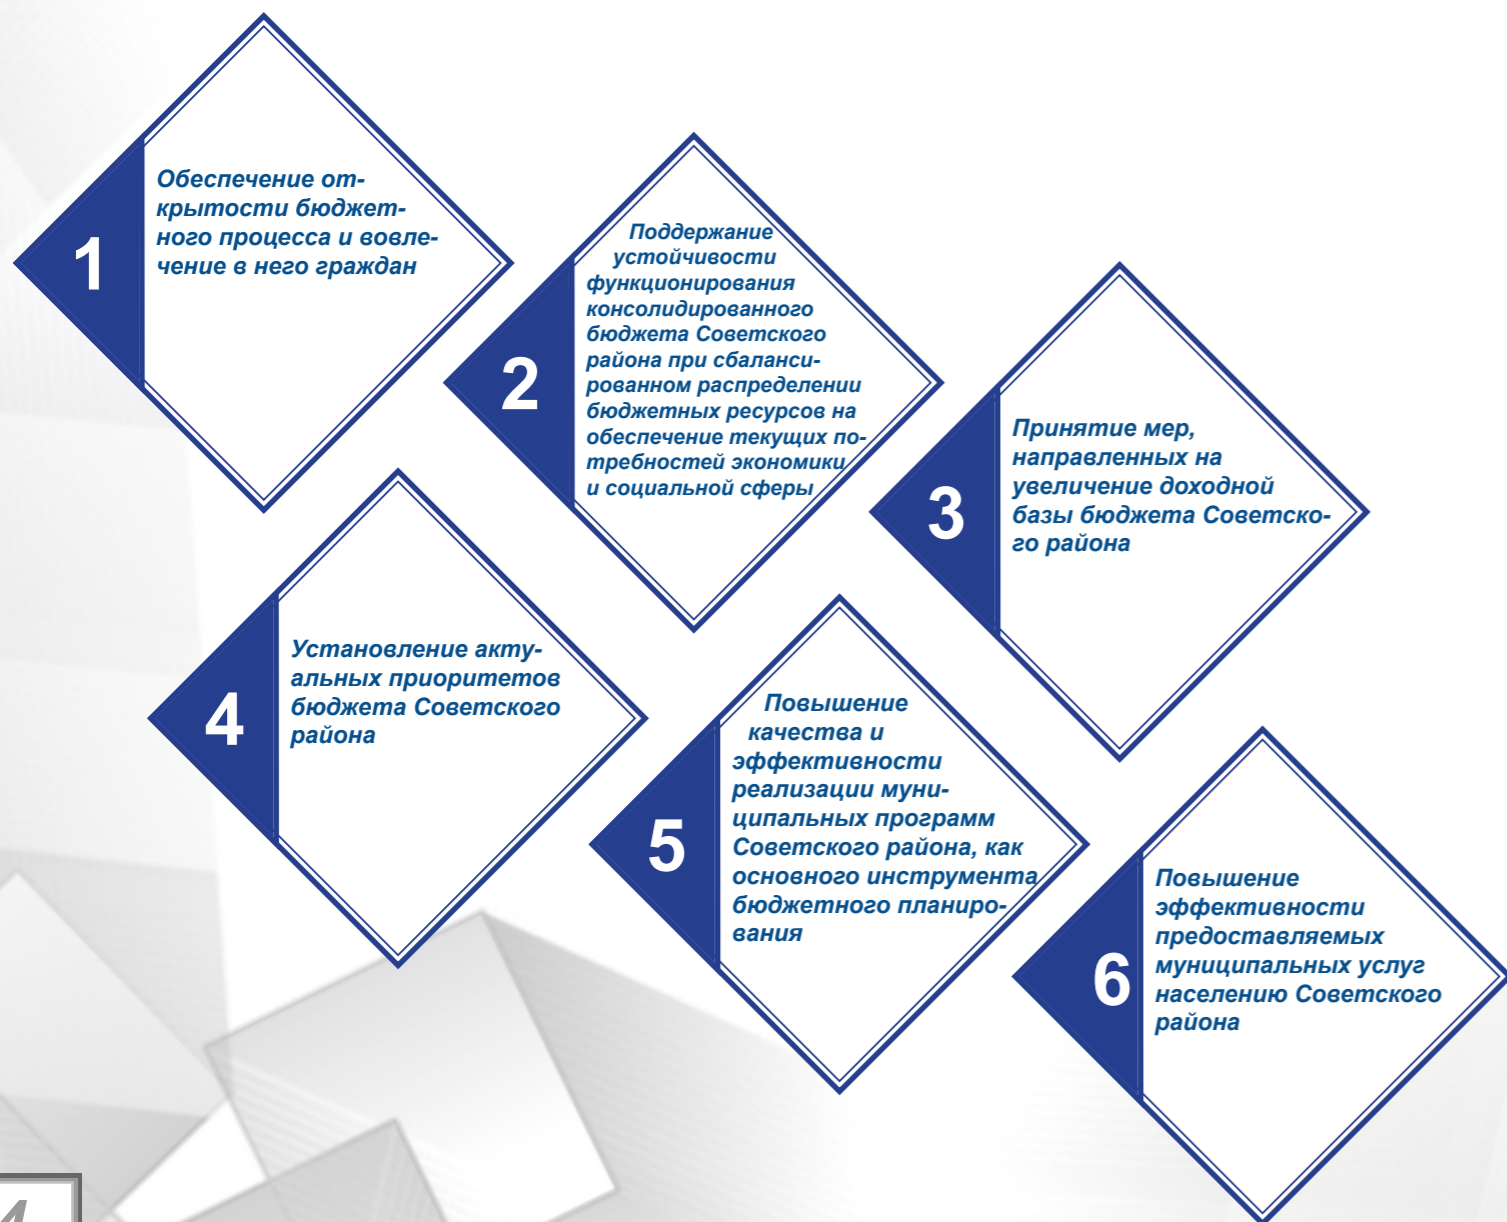 1
Обеспечение от-
крытости бюджет-
ного процесса и вовле-
чение в него граждан
2
Поддержание
устойчивости
функционирования
консолидированного
бюджета Советского
района при сбаланси-
рованном распределении
бюджетных ресурсов на
обеспечение текущих по-
требностей экономики
и социальной сферы
3
Принятие мер,
направленных на
увеличение доходной
базы бюджета Советско-
го района
4
Установление акту-
альных приоритетов
бюджета Советского
района
5
Повышение
качества и
эффективности
реализации муни-
ципальных программ
Советского района, как
основного инструмента
бюджетного планиро-
вания
6
Повышение
эффективности
предоставляемых
муниципальных услуг
населению Советского
района